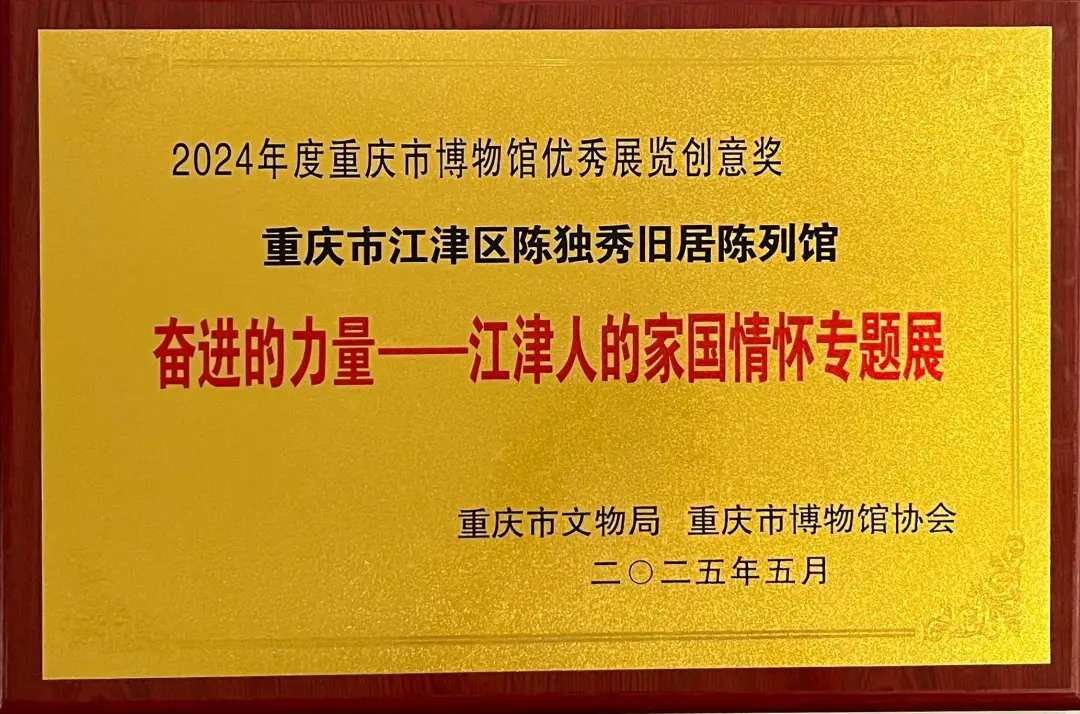 2024年度重庆市博物馆优秀展览创意奖
重庆市江津区陈独秀旧居陈列馆
奋进的力量——江津人的家国情怀专题展
重庆市文物局 重庆市博物馆协会
二〇二五年五月